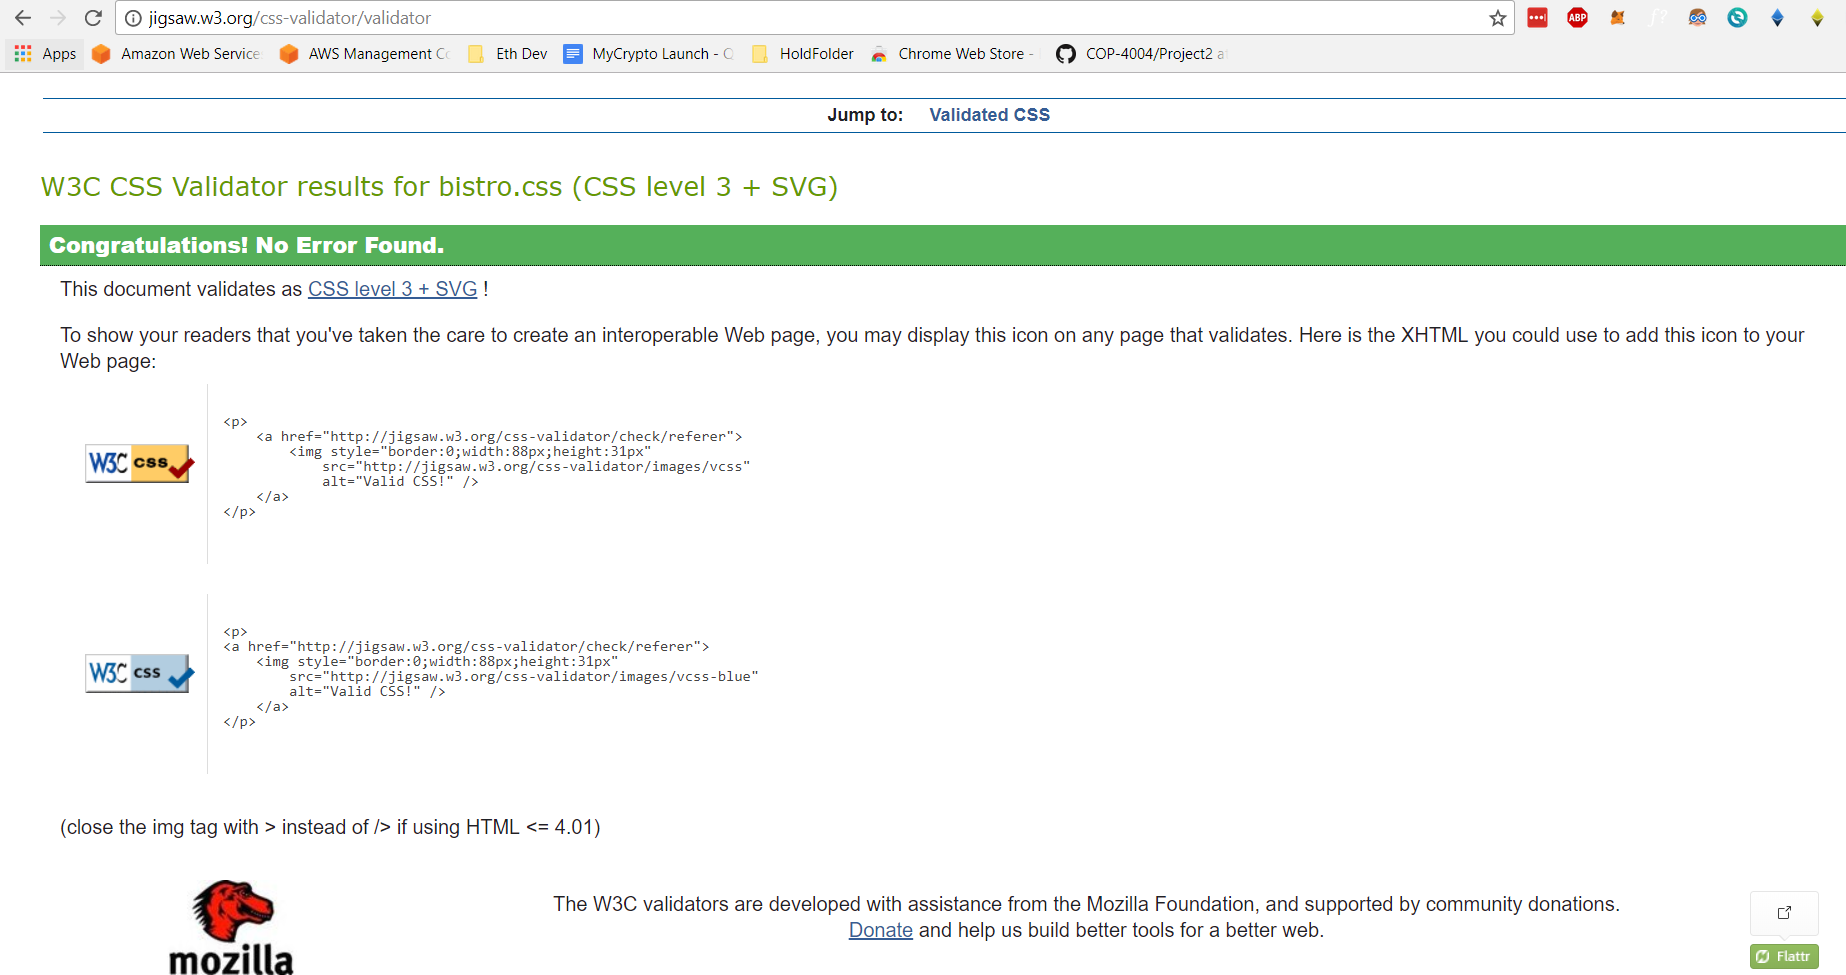 jigsaw.w3.org/css-validator/validator
ABP
f?
Apps Amazon Web Service AWS Management Co Eth Dev MyCrypto Launch - HoldFolder Chrome Web Store - COP-4004/Project2 a
Jump to: Validated CSS
W3C CSS Validator results for bistro.css (CSS level 3 + SVG)
Congratulations! No Error Found.
This document validates as CSS level 3 + SVG !
To show your readers that you've taken the care to create an interoperable Web page, you may display this icon on any page that validates. Here is the XHTML you could use to add this icon to your
Web page:
W3C css
<p>
<a href="http://jigsaw.w3.org/css-validator/check/referer">
<img style="border:0;width:88px;height:31px"
src="http://jigsaw.w3.org/css-validator/images/vcss"
alt="Valid CSS!" />
</a>
</p>
W3C css
<p>
<a href="http://jigsaw.w3.org/css-validator/check/referer">
<img style="border:0;width:88px;height:31px"
src="http://jigsaw.w3.org/css-validator/images/vcss-blue"
alt="Valid CSS!" />
</a>
</p>
(close the img tag with > instead of /> if using HTML <= 4.01)
mozilla
The W3C validators are developed with assistance from the Mozilla Foundation, and supported by community donations.
Donate and help us build better tools for a better web.
Flattr